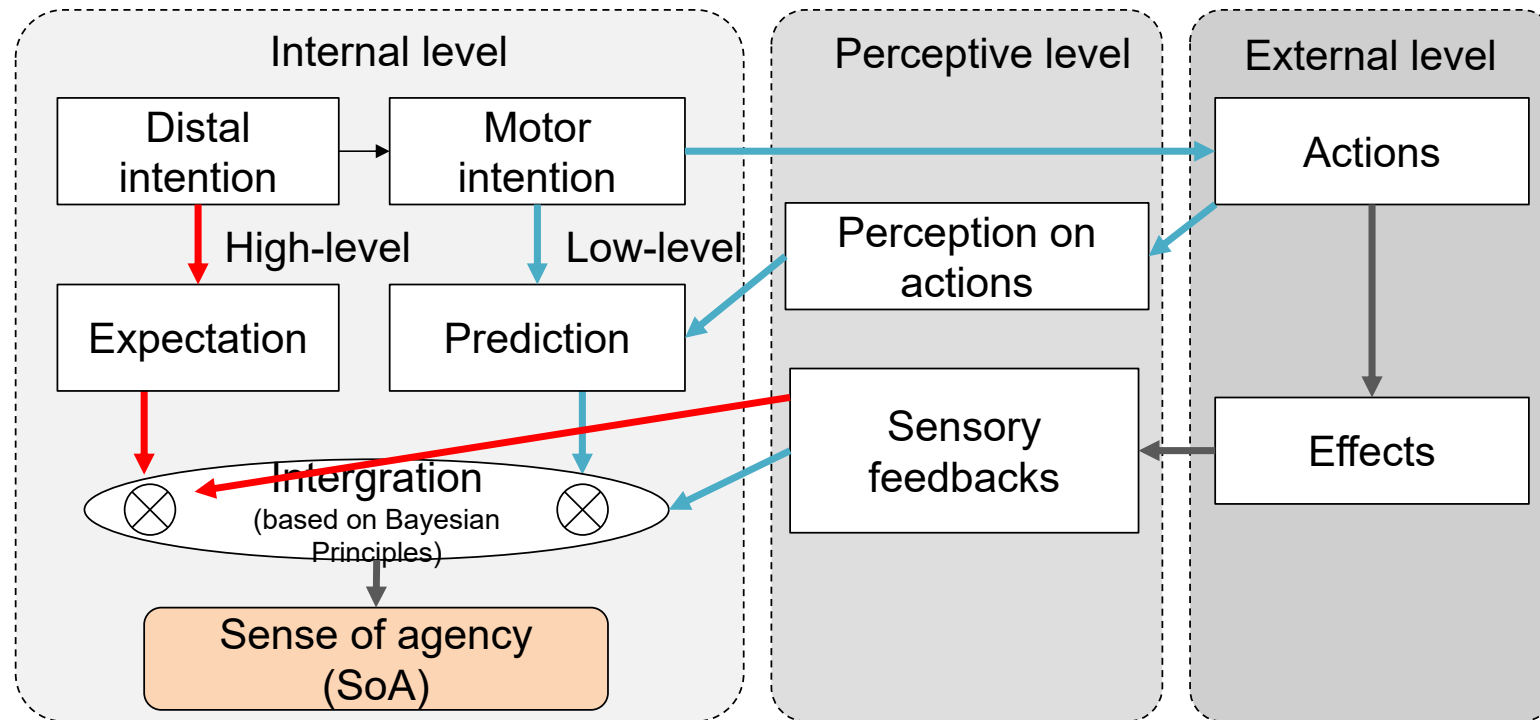 Internal level
Perceptive level
External level
Distal
intention
Motor
intention
Actions
High-level
Low-level
Perception on
actions
Expectation
Prediction
Sensory
feedbacks
Effects
Intergration
(based on Bayesian
Principles)
Sense of agency
(SoA)